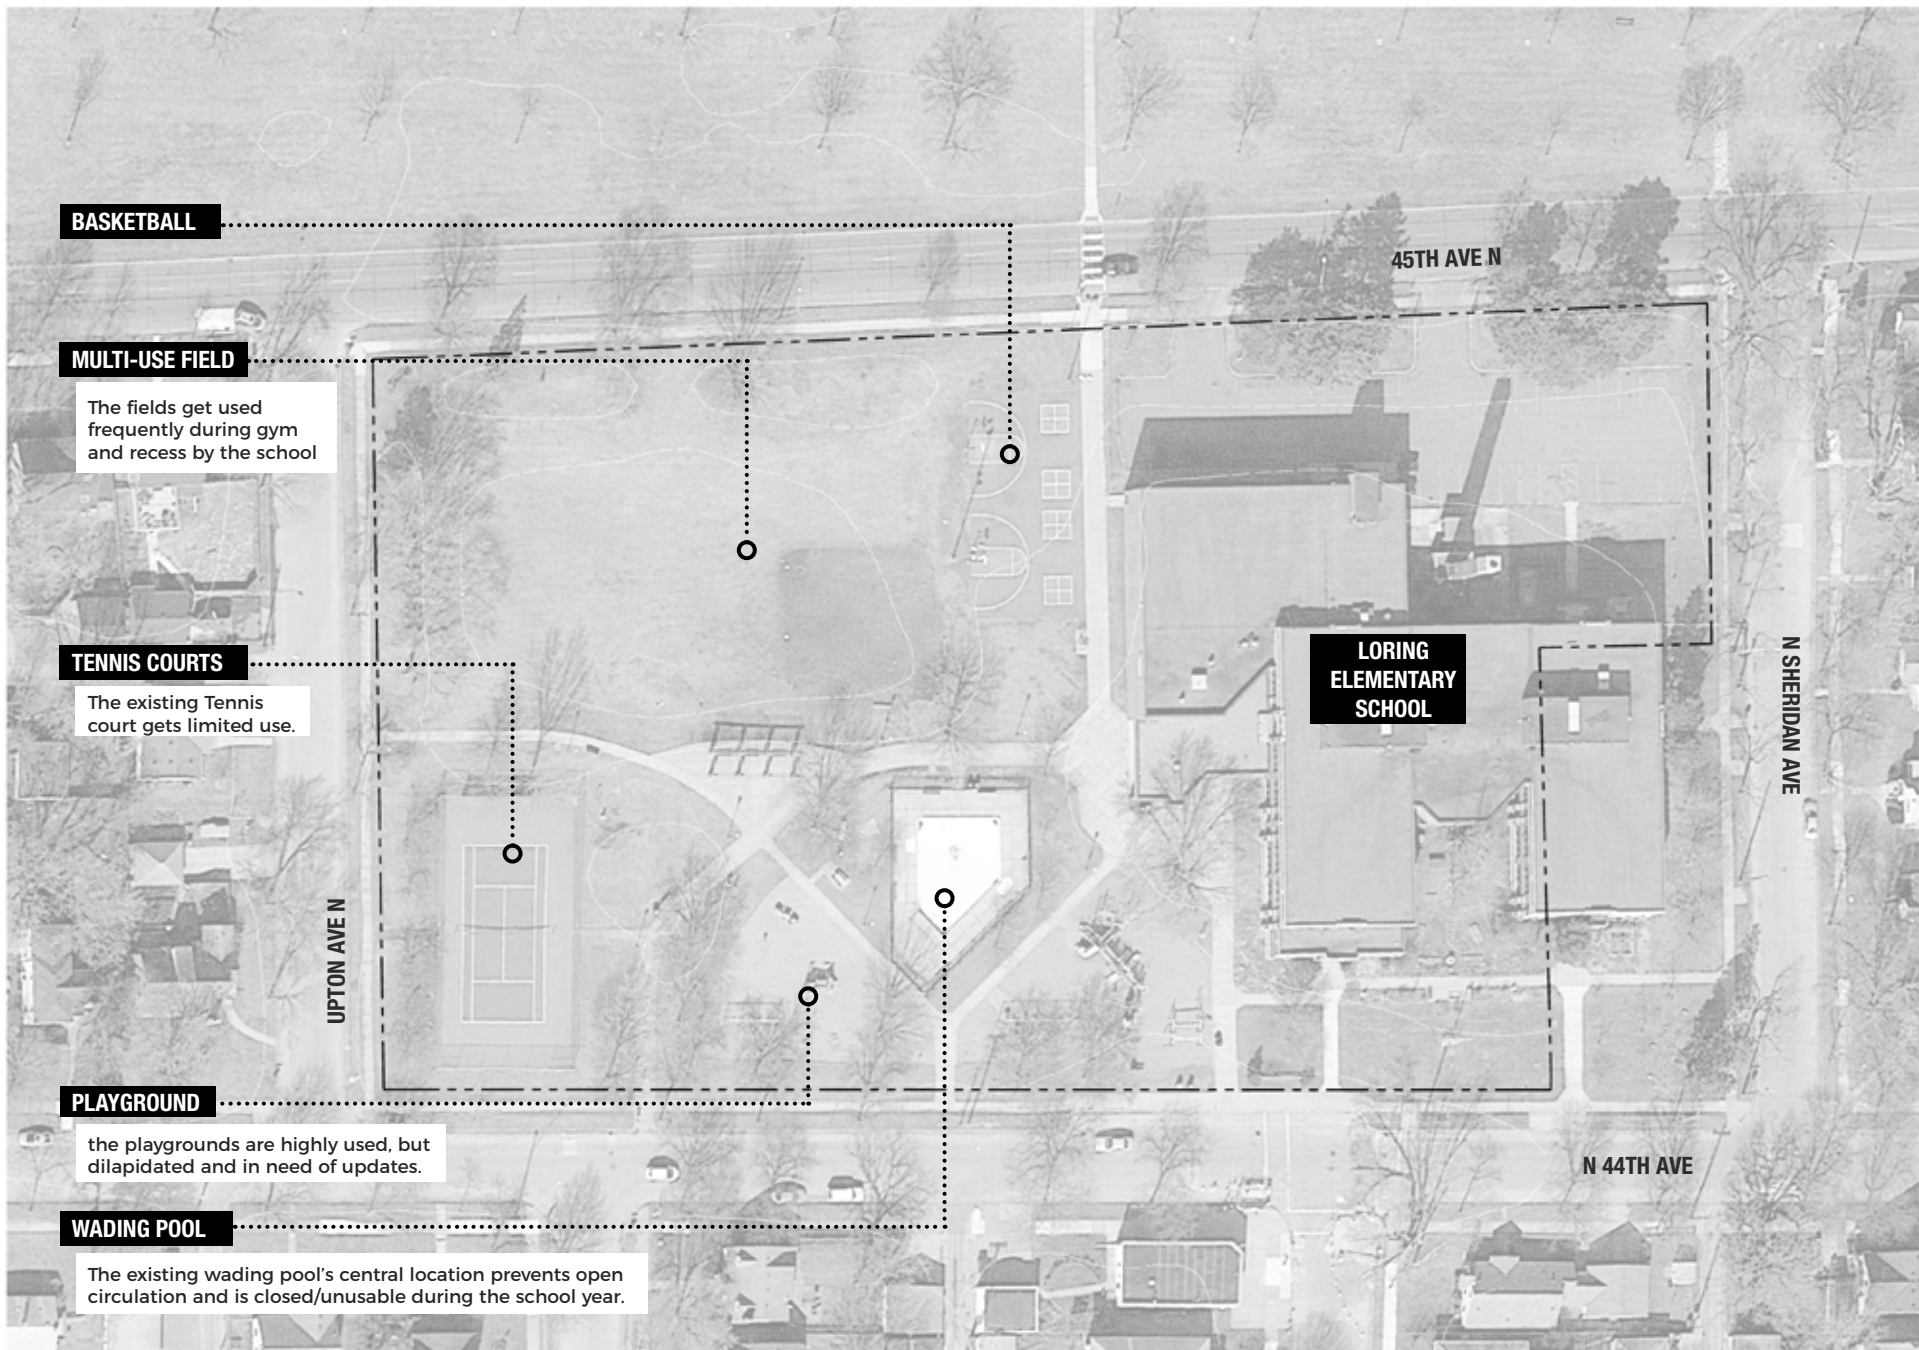 BASKETBALL
45TH AVE N
MULTI-USE FIELD
The fields get used
frequently during gym
and recess by the school
TENNIS COURTS
The existing Tennis
court gets limited use.
LORING
ELEMENTARY
SCHOOL
N SHERIDAN AVE
UPTON AVE N
PLAYGROUND
the playgrounds are highly used, but
dilapidated and in need of updates.
N 44TH AVE
WADING POOL
The existing wading pool’s central location prevents open
circulation and is closed/unusable during the school year.